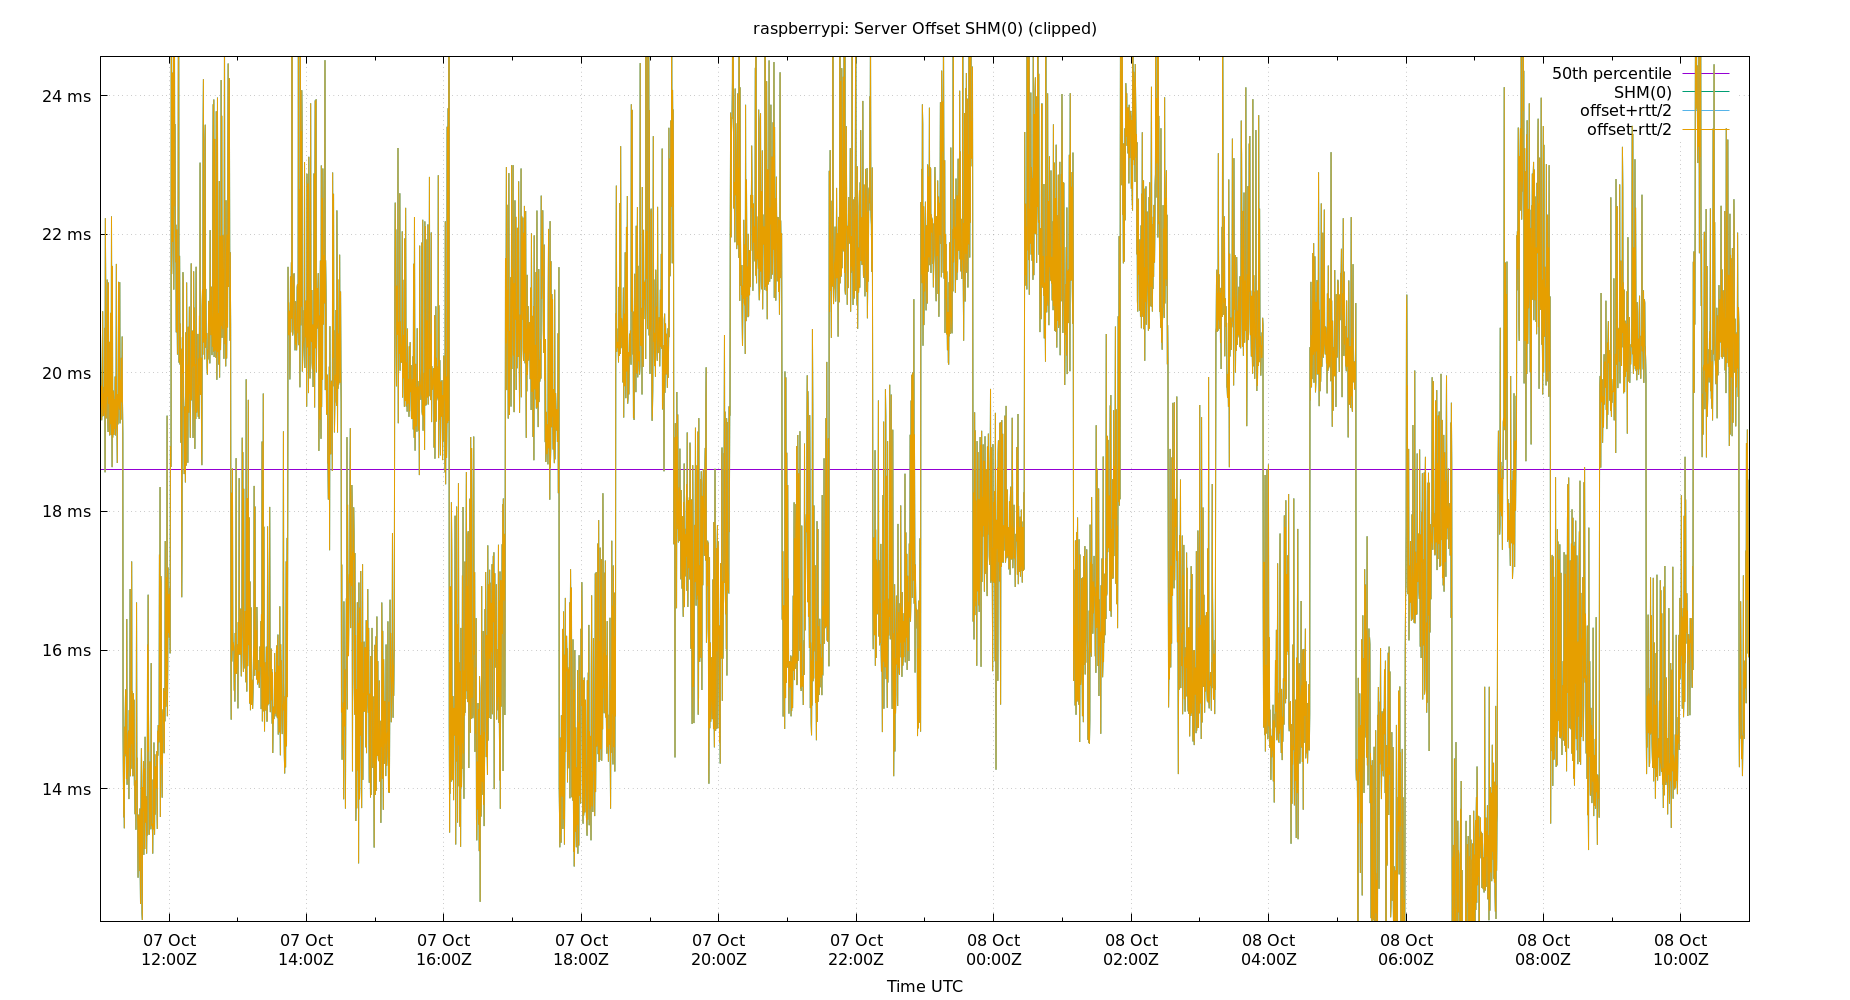 raspberrypi: Server Offset SHM(0) (clipped)
50th percentile
SHM(0)
offset+rtt/2
offset-rtt/2
24 ms
22 ms
20 ms
18 ms
16 ms
14 ms
07 Oct 07 Oct 07 Oct 07 Oct 07 Oct 07 Oct 08 Oct 08 Oct 08 Oct 08 Oct 08 Oct 08 Oct
12:00Z 14:00Z 16:00Z 18:00Z 20:00Z 22:00Z 00:00Z 02:00Z 04:00Z 06:00Z 08:00Z 10:00Z
Time UTC